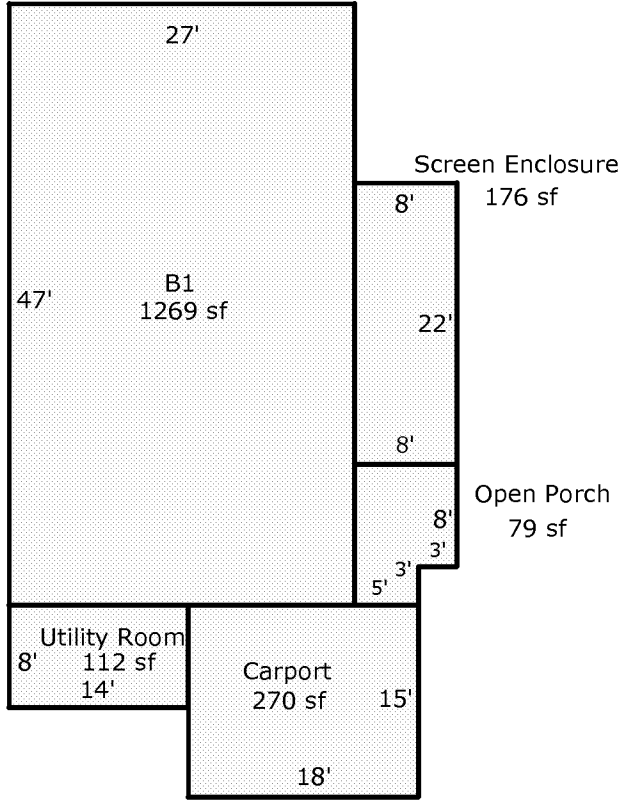 27'
Screen Enclosure
176 sf
8'
B1
1269 sf
47'
22'
8'
Open Porch
79 sf
8'
3'
3'
5'
Utility Room
112 sf
8'
14'
Carport
270 sf
15'
18'